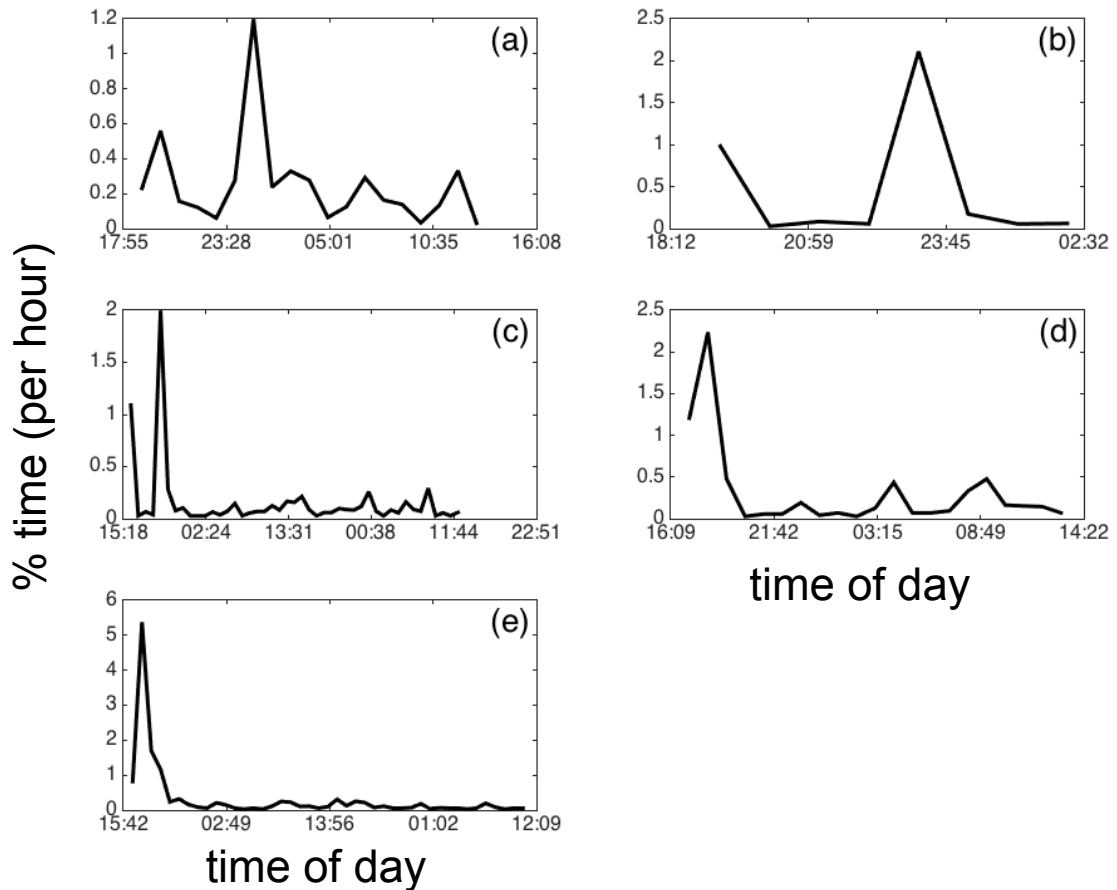 (a)
1.2
1
0.8
0.6
0.4
0.2
0
17:55 23:28 05:01 10:35 16:08
(b)
2.5
2
1.5
1
0.5
0
18:12 20:59 23:45 02:32
% time (per hour)
(c)
2
1.5
1
0.5
0
15:18 02:24 13:31 00:38 11:44 22:51
(d)
2.5
2
1.5
1
0.5
0
16:09 21:42 03:15 08:49 14:22
time of day
(e)
6
5
4
3
2
1
0
15:42 02:49 13:56 01:02 12:09
time of day